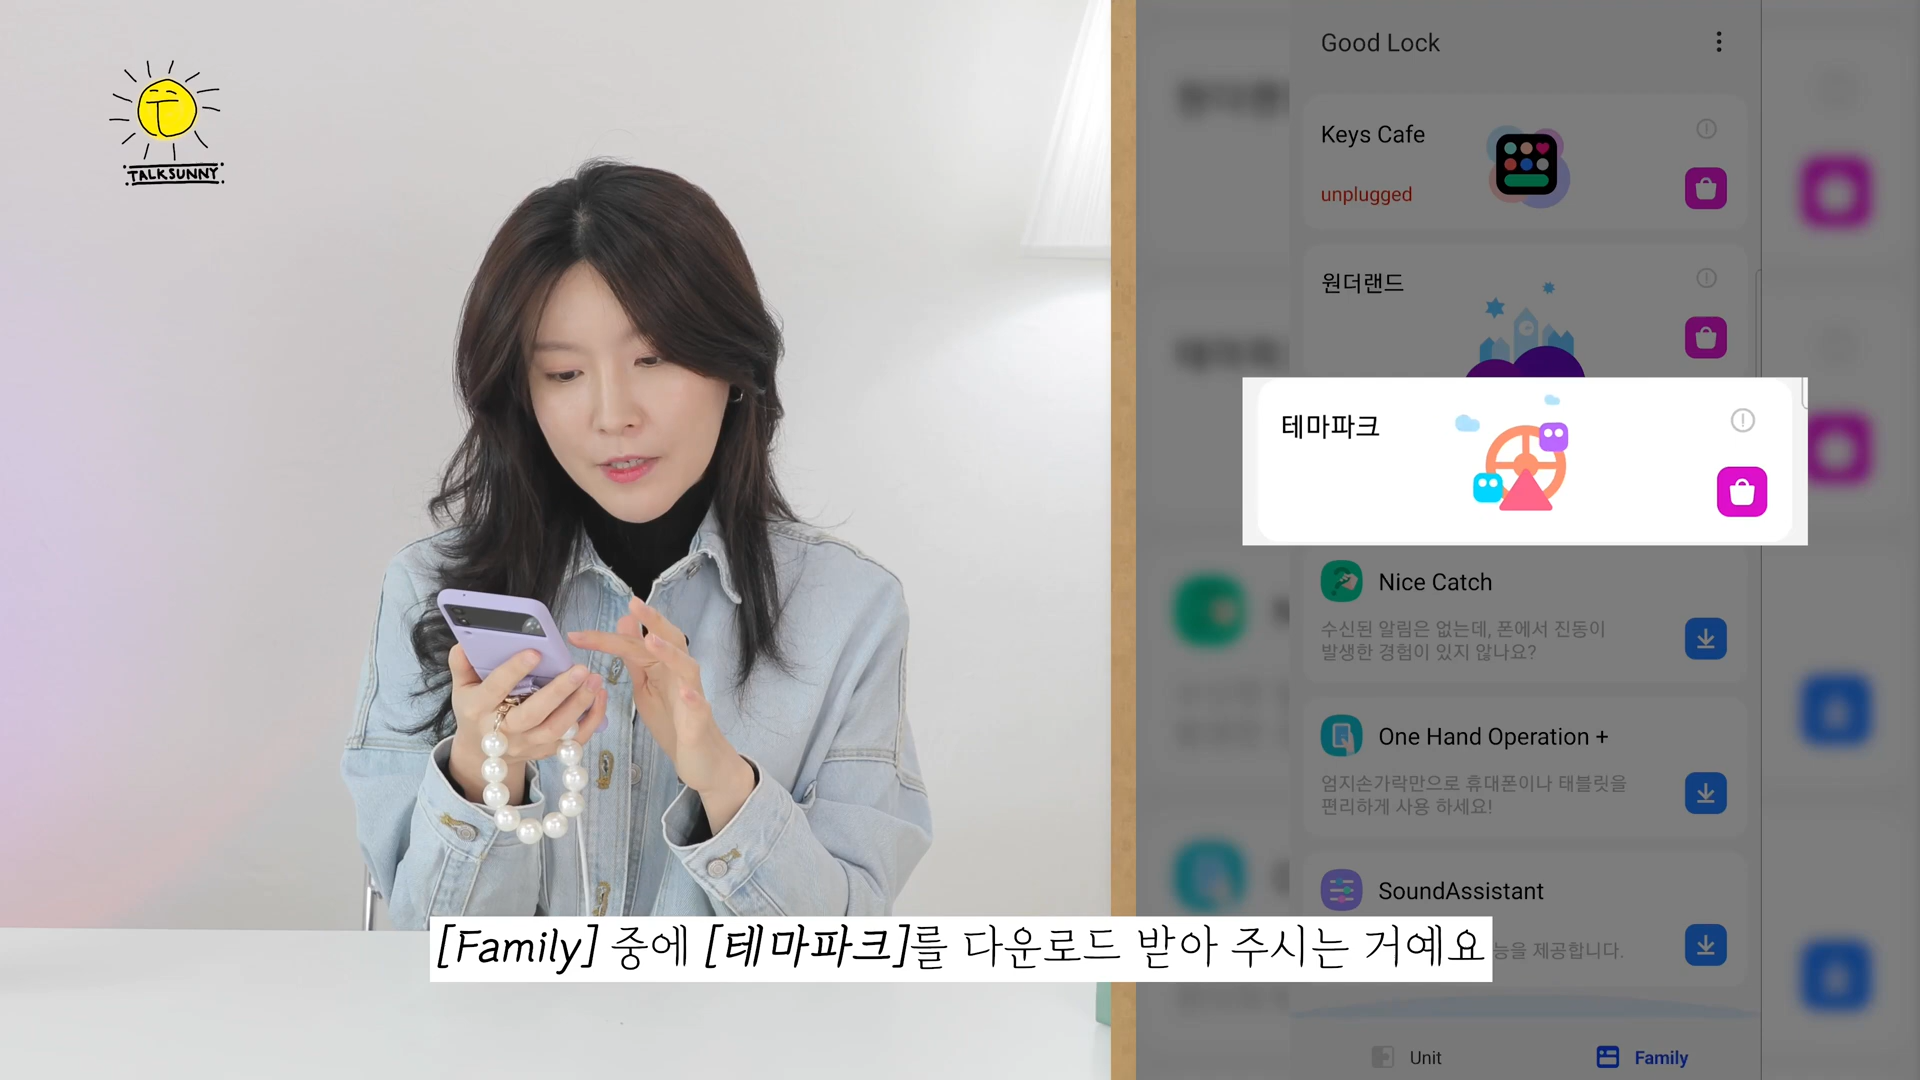 T
TALKSUNNY
Good Lock
Keys Cafe
unplugged
원더랜드
테마파크
Nice Catch
수신된 알림은 없는데, 폰에서 진동이
발생한 경험이 있지 않나요?
One Hand Operation +
엄지손가락만으로 휴대폰이나 태블릿을
편리하게 사용 하세요!
SoundAssistant
능을 제공합니다.
[Family] 중에 [테마파크]를 다운로드 받아 주시는 거예요
Unit
Family